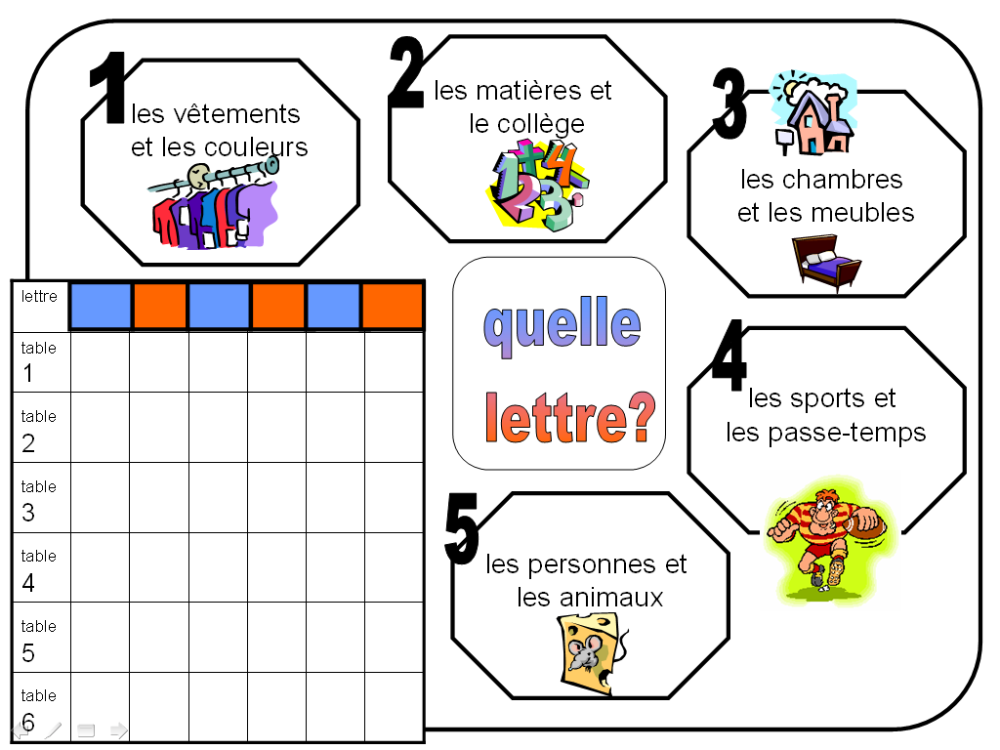 1
les vêtements
et les couleurs
2
les matières et
le collège
3
les chambres
et les meubles
4
les sports et
les passe-temps
5
les personnes et
les animaux
quelle
lettre?
lettre
table
1
table
2
table
3
table
4
table
5
table
6